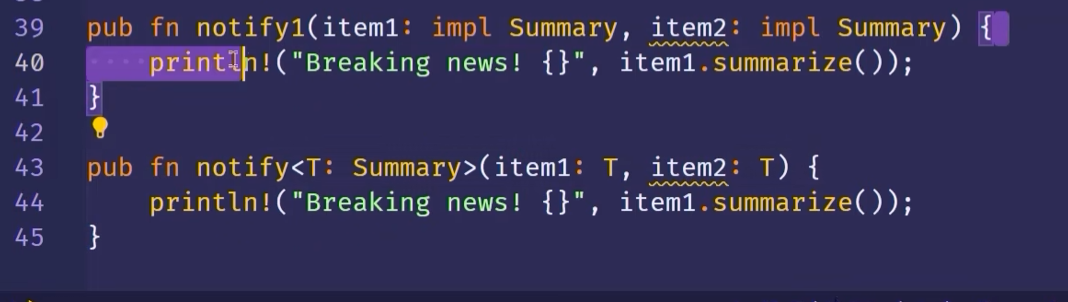 39 pub fn notify1(item1: impl Summary, item2: impl Summary) {
40     println!("Breaking news! {}", item1.summarize());
41 }
42
43 pub fn notify<T: Summary>(item1: T, item2: T) {
44     println!("Breaking news! {}", item1.summarize());
45 }